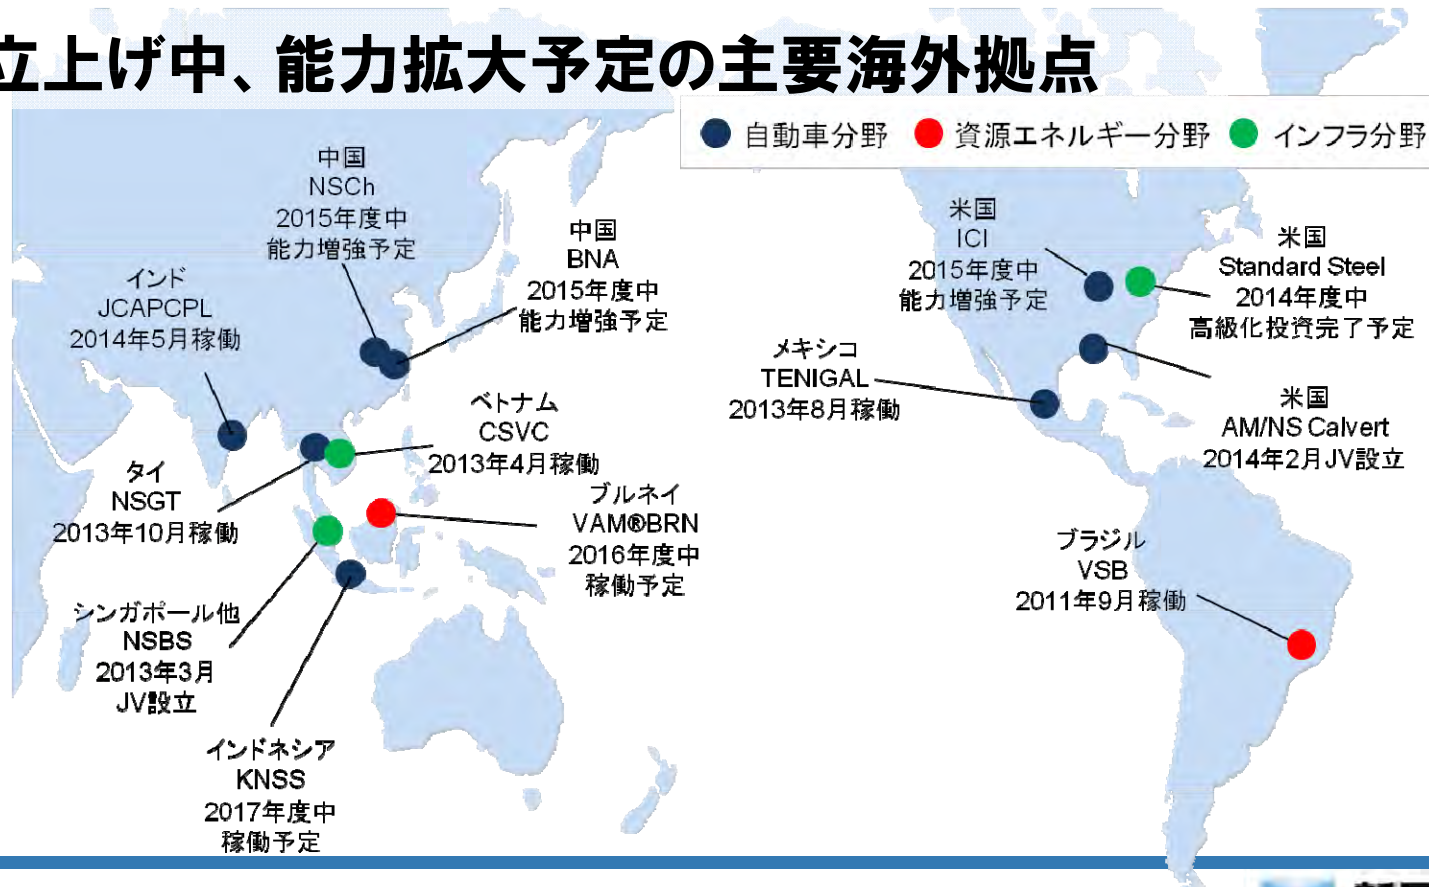 立上げ中、能力拡大予定の主要海外拠点
自動車分野
資源エネルギー分野
インフラ分野
中国
NSCh
2015年度中
能力増強予定
中国
BNA
2015年度中
能力増強予定
インド
JCAPCPL
2014年5月稼働
ベトナム
CSVC
2013年4月稼働
タイ
NSGT
2013年10月稼働
ブルネイ
VAM®BRN
2016年度中
稼働予定
シンガポール他
NSBS
2013年3月
JV設立
インドネシア
KNSS
2017年度中
稼働予定
米国
ICI
2015年度中
能力増強予定
米国
Standard Steel
2014年度中
高級化投資完了予定
メキシコ
TENIGAL
2013年8月稼働
米国
AM/NS Calvert
2014年2月JV設立
ブラジル
VSB
2011年9月稼働